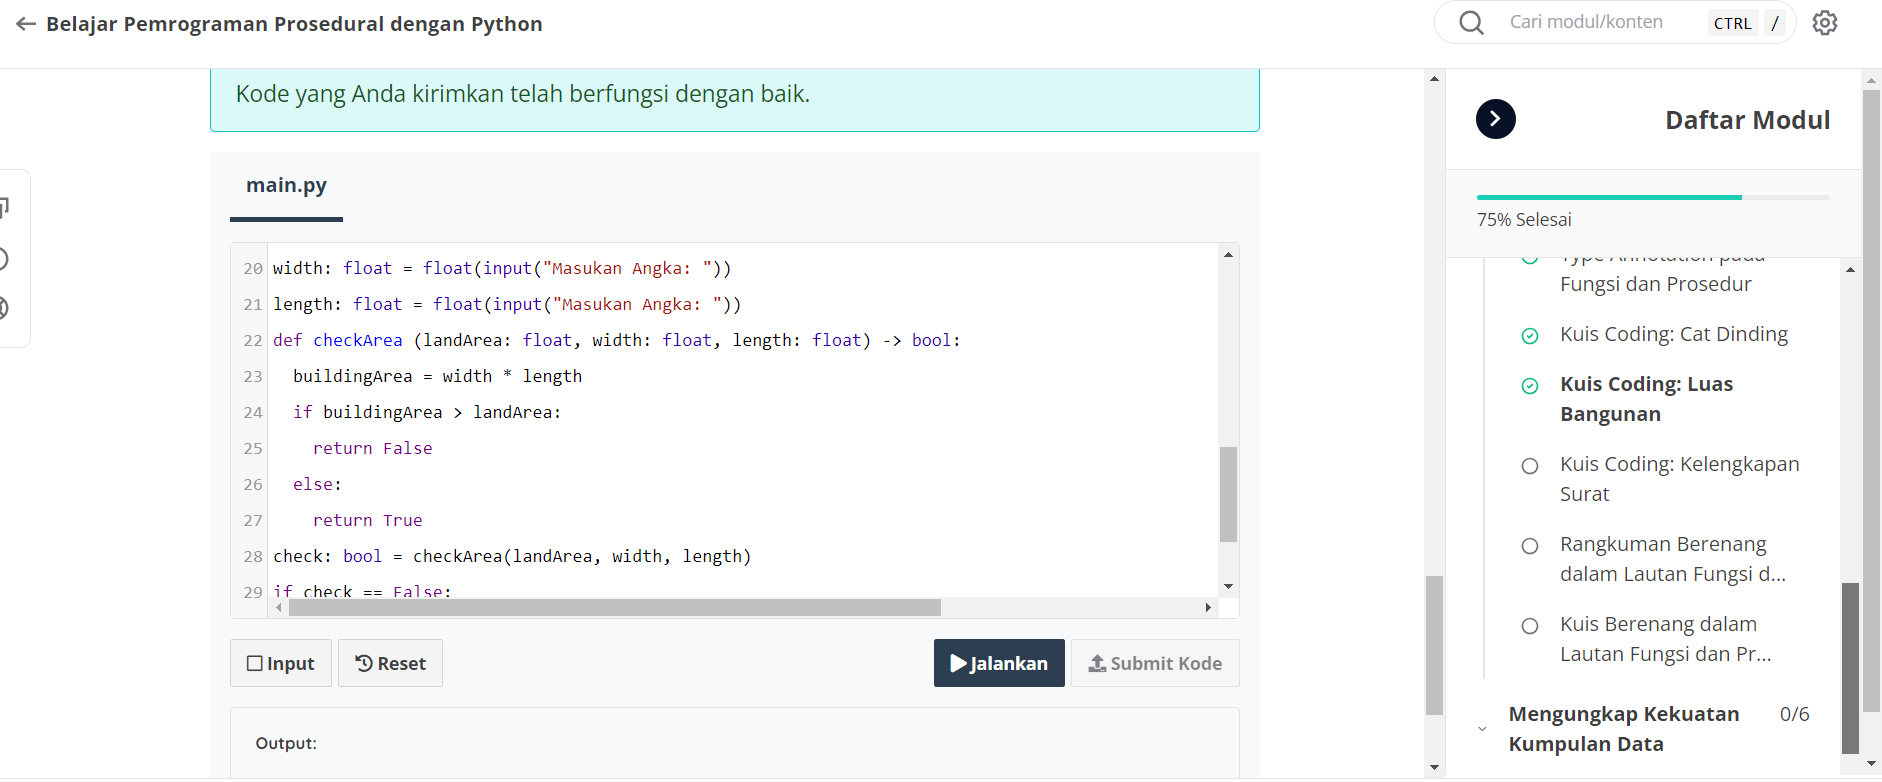 Belajar Pemrograman Prosedural dengan Python
Cari modul/konten CTRL /
Kode yang Anda kirimkan telah berfungsi dengan baik.
main.py
20 width: float = float(input("Masukan Angka: "))
21 length: float = float(input("Masukan Angka: "))
22 def checkArea (landArea: float, width: float, length: float) -> bool:
23 buildingArea = width * length
24 if buildingArea > landArea:
25 return False
26 else:
27 return True
28 check: bool = checkArea(landArea, width, length)
29 if check == False:
Input
Reset
Jalankan
Submit Kode
Output:
Daftar Modul
75% Selesai
Type Annotation pada
Fungsi dan Prosedur
Kuis Coding: Cat Dinding
Kuis Coding: Luas
Bangunan
Kuis Coding: Kelengkapan
Surat
Rangkuman Berenang
dalam Lautan Fungsi d...
Kuis Berenang dalam
Lautan Fungsi dan Pr...
Mengungkap Kekuatan 0/6
Kumpulan Data